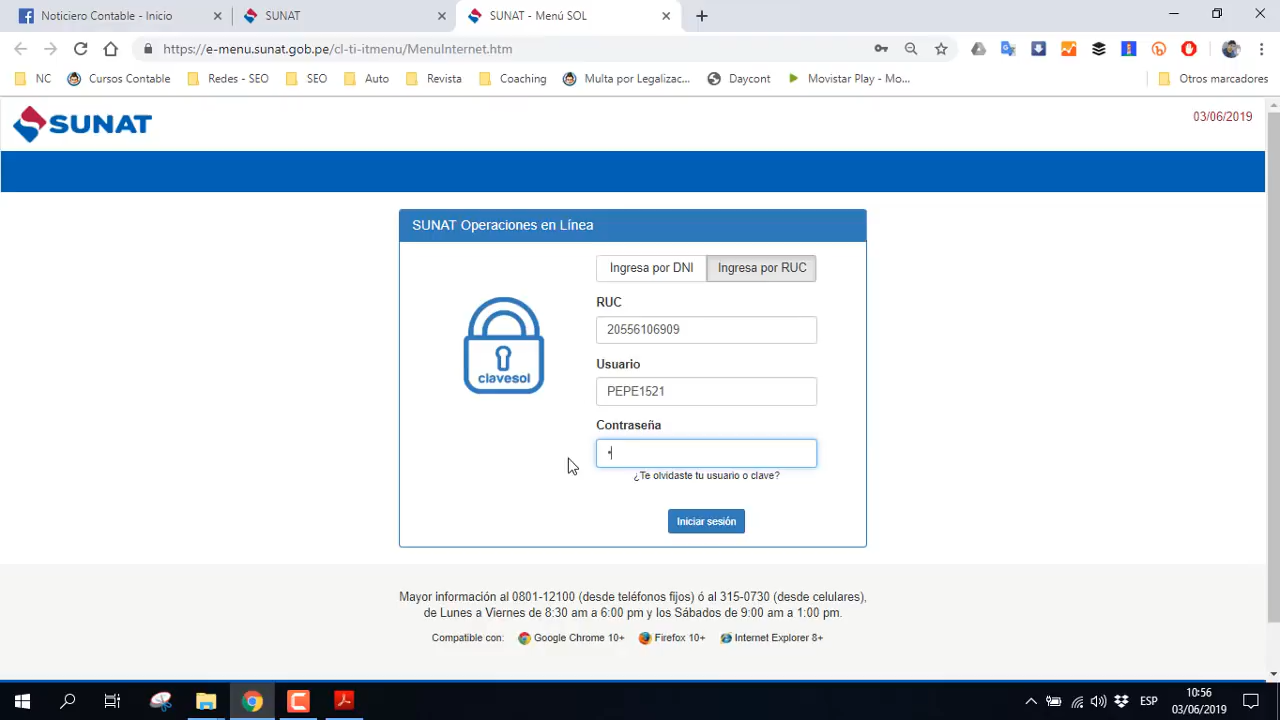 Noticiero Contable - Inicio
SUNAT
SUNAT - Menú SOL
https://e-menu.sunat.gob.pe/cl-ti-itmenu/MenuInternet.htm
NC
Cursos Contable
Redes - SEO
SEO
Auto
Revista
Coaching
Multa por Legalizac...
Daycont
Movistar Play - Mo...
Otros marcadores
SUNAT
03/06/2019
SUNAT Operaciones en Línea
Ingresa por DNI
Ingresa por RUC
RUC
20556106909
clavesol
Usuario
PEPE1521
Contraseña
•
¿Te olvidaste tu usuario o clave?
Iniciar sesión
Mayor información al 0801-12100 (desde teléfonos fijos) ó al 315-0730 (desde celulares),
de Lunes a Viernes de 8:30 am a 6:00 pm y los Sábados de 9:00 am a 1:00 pm.
Compatible con: Google Chrome 10+ Firefox 10+ Internet Explorer 8+
ESP
10:56
03/06/2019